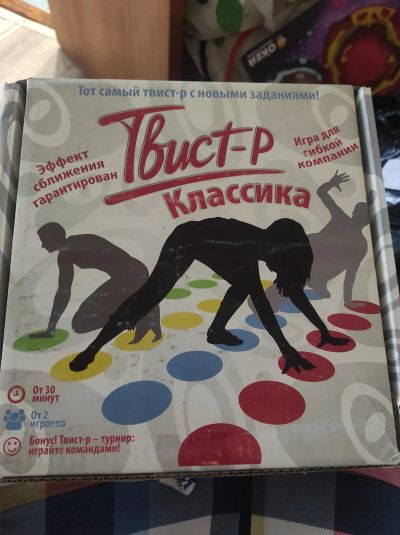 ОКЕЙ
Тот самый твист-р с новыми заданиями!
Эффект
сближения
гарантирован
Твист-р
Классика
Игра для
гибкой
компании
От 30
минут
От 2
игроков
Бонус! Твист-р – турнир:
играйте командами!